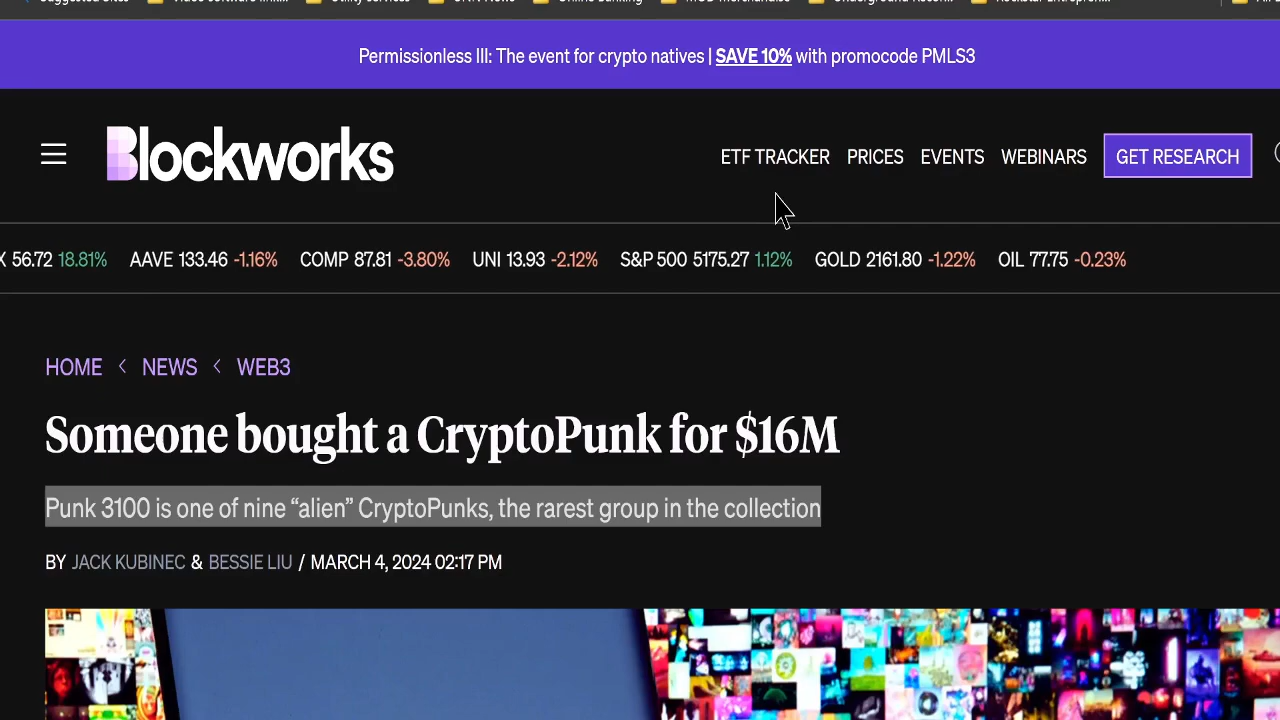 Permissionless III: The event for crypto natives | SAVE 10% with promocode PMLS3
Blockworks
ETF TRACKER PRICES EVENTS WEBINARS GET RESEARCH
X 56.72 18.81% AAVE 133.46 -1.16% COMP 87.81 -3.80% UNI 13.93 -2.12% S&P 500 5175.27 1.12% GOLD 2161.80 -1.22% OIL 77.75 -0.23%
HOME < NEWS < WEB3
Someone bought a CryptoPunk for $16M
Punk 3100 is one of nine “alien” CryptoPunks, the rarest group in the collection
BY JACK KUBINEC & BESSIE LIU / MARCH 4, 2024 02:17 PM